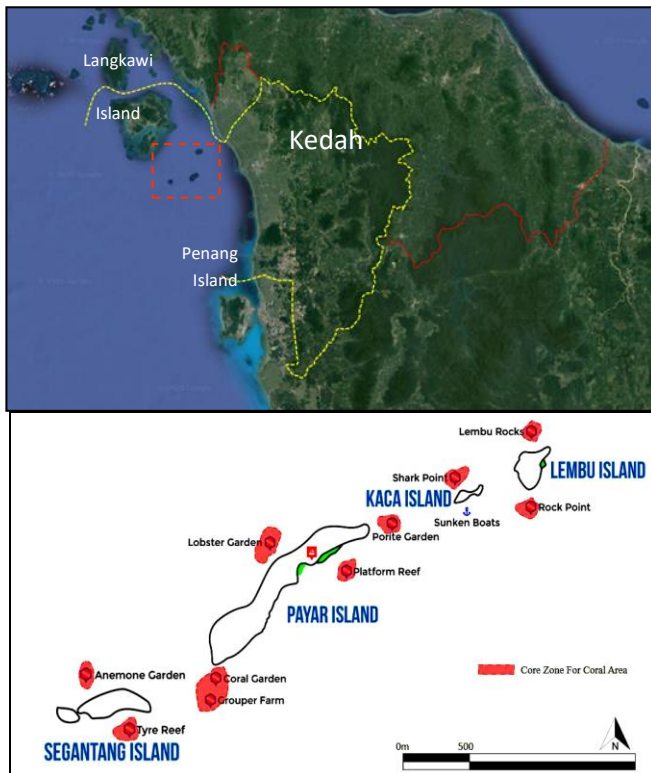 Langkawi
Island
Kedah
Penang
Island
Lembu Rocks
LEMBU ISLAND
Shark Point
KACA ISLAND
Rock Point
Sunken Boats
Porite Garden
Lobster Garden
Platform Reef
PAYAR ISLAND
Anemone Garden
Coral Garden
Core Zone For Coral Area
Grouper Farm
Tyre Reef
SEGANTANG ISLAND
N
0m 500